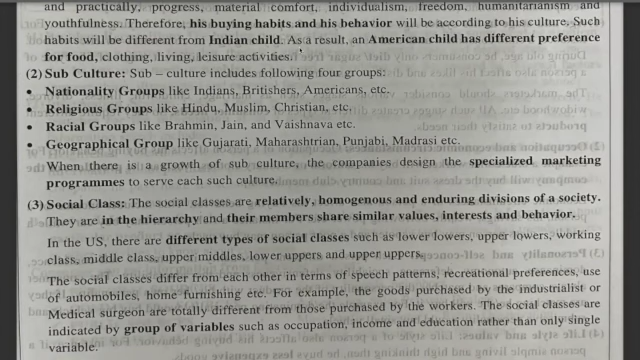 and practically, progress, material comfort, individualism, freedom, humanitarianism and
youthfulness. Therefore, his buying habits and his behavior will be according to his culture. Such
habits will be different from Indian child. As a result, an American child has different preference
for food, clothing, living, leisure activities.
(2) Sub Culture: Sub – culture includes following four groups:
• Nationality Groups like Indians, Britishers, Americans, etc.
• Religious Groups like Hindu, Muslim, Christian, etc.
• Racial Groups like Brahmin, Jain, and Vaishnava etc.
• Geographical Group like Gujarati, Maharashtrian, Punjabi, Madrasi etc.
When there is a growth of sub culture, the companies design the specialized marketing
programmes to serve each such culture.
(3) Social Class: The social classes are relatively, homogenous and enduring divisions of a society.
They are in the hierarchy and their members share similar values, interests and behavior.
In the US, there are different types of social classes such as lower lowers, upper lowers, working
class, middle class, upper middles, lower uppers and upper uppers.
The social classes differ from each other in terms of speech patterns, recreational preferences, use
of automobiles, home furnishing etc. For example, the goods purchased by the industrialist or
Medical surgeon are totally different from those purchased by the workers. The social classes are
indicated by group of variables such as occupation, income and education rather than only single
variable.